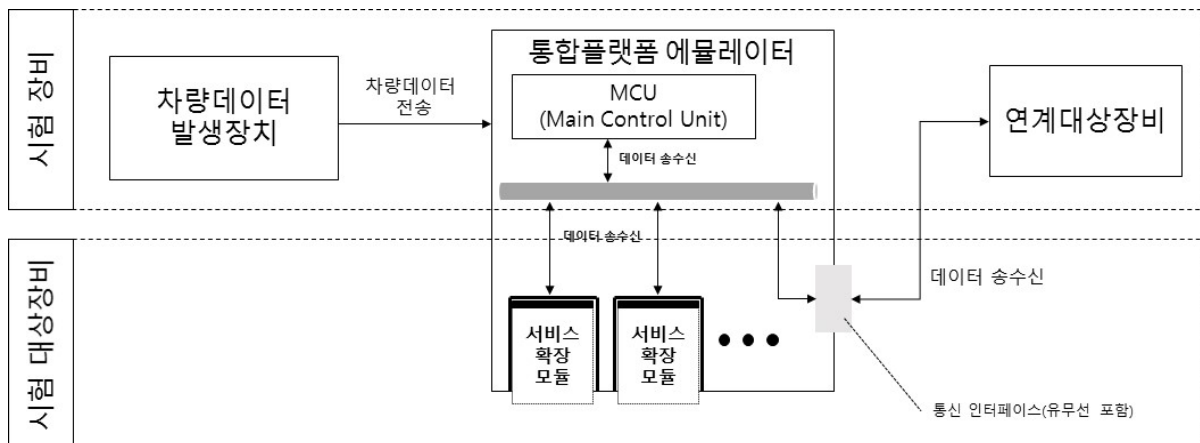 시험 장비
차량데이터
발생장치
차량데이터
전송
통합플랫폼 에뮬레이터
MCU
(Main Control Unit)
데이터 송수신
연계대상장비
시험 대상장비
데이터 송수신
서비스
확장
모듈
서비스
확장
모듈
데이터 송수신
통신 인터페이스(유무선 포함)